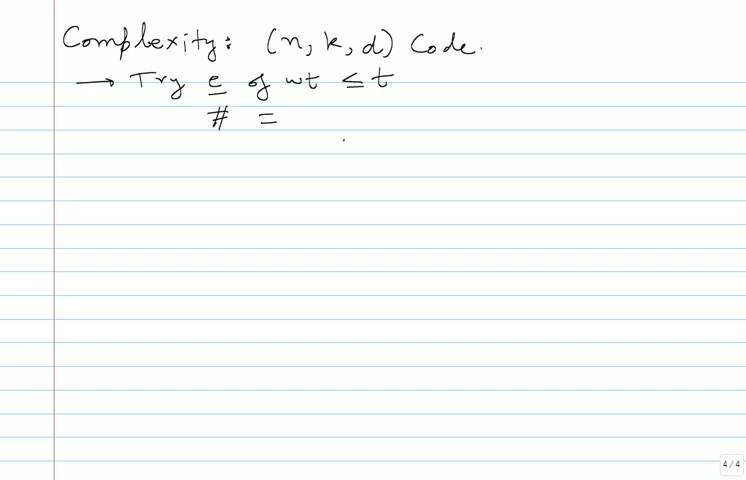 Complexity: (n, k, d) Code.
→ Try e of wt ≤ t
# =
4/4